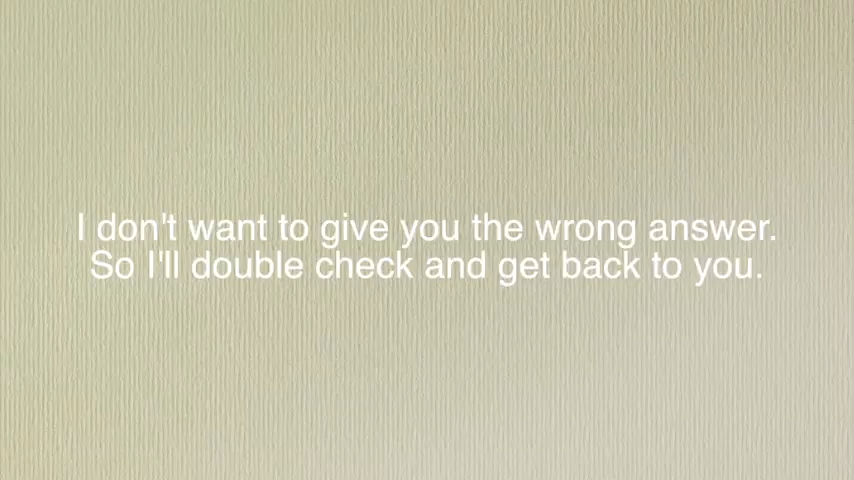 I don't want to give you the wrong answer.
So I'll double check and get back to you.